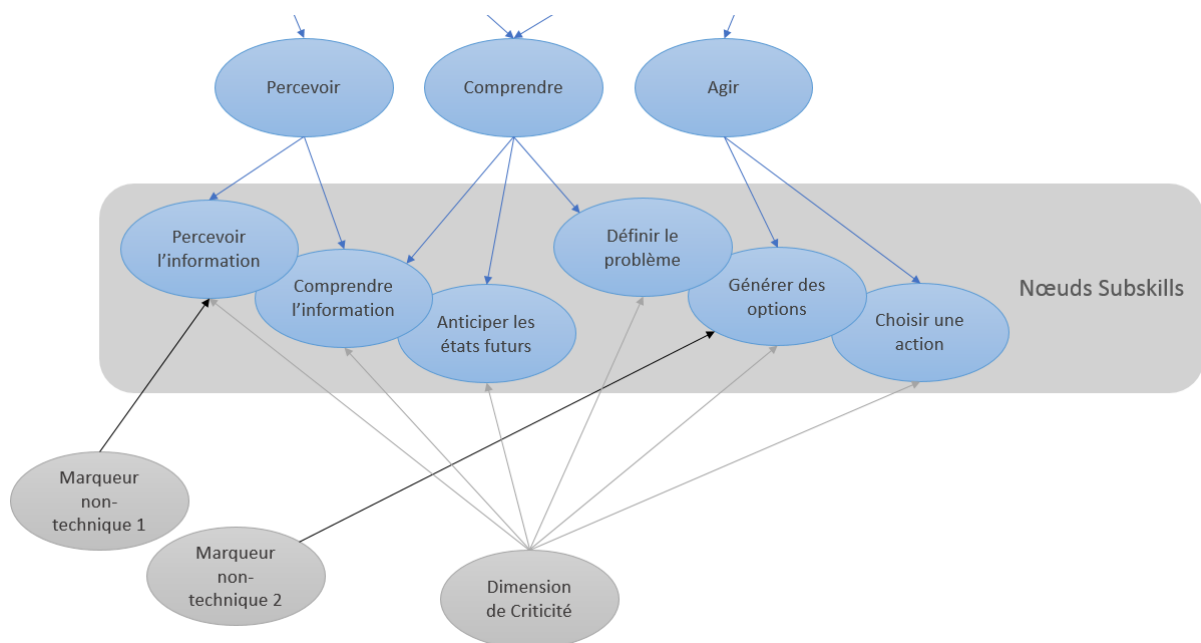 Percevoir
Comprendre
Agir
Percevoir
l’information
Comprendre
l’information
Anticiper les
états futurs
Définir le
problème
Générer des
options
Choisir une
action
Nœuds Subskills
Marqueur
non-
technique 1
Marqueur
non-
technique 2
Dimension
de Criticité